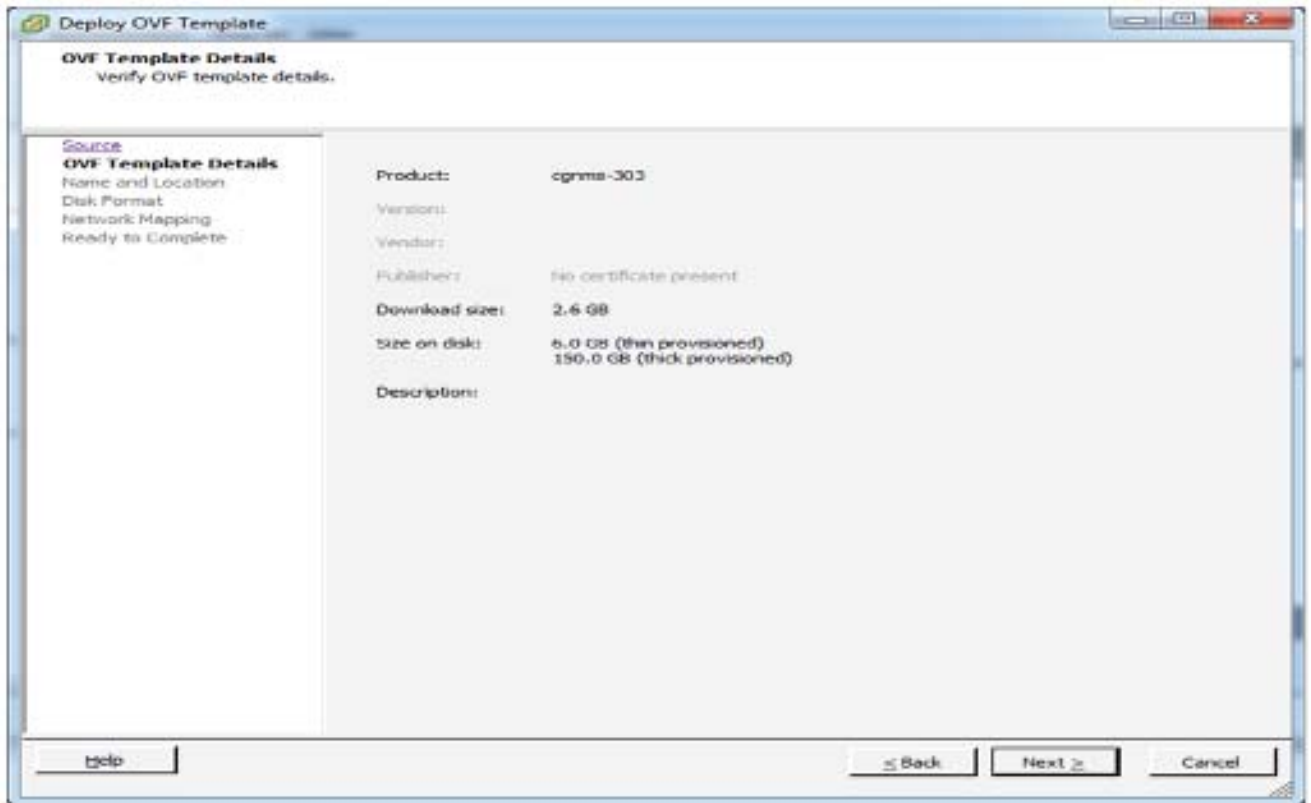 Deploy OVF Template
OVF Template Details
Verify OVF template details.
Source
OVF Template Details
Name and Location
Disk Format
Network Mapping
Ready to Complete
Product: cgnms-303
Version:
Vendor:
Publisher: No certificate present
Download size: 2.6 GB
Size on disk: 6.0 GB (thin provisioned)
150.0 GB (thick provisioned)
Description:
Help
≤ Back
Next ≥
Cancel